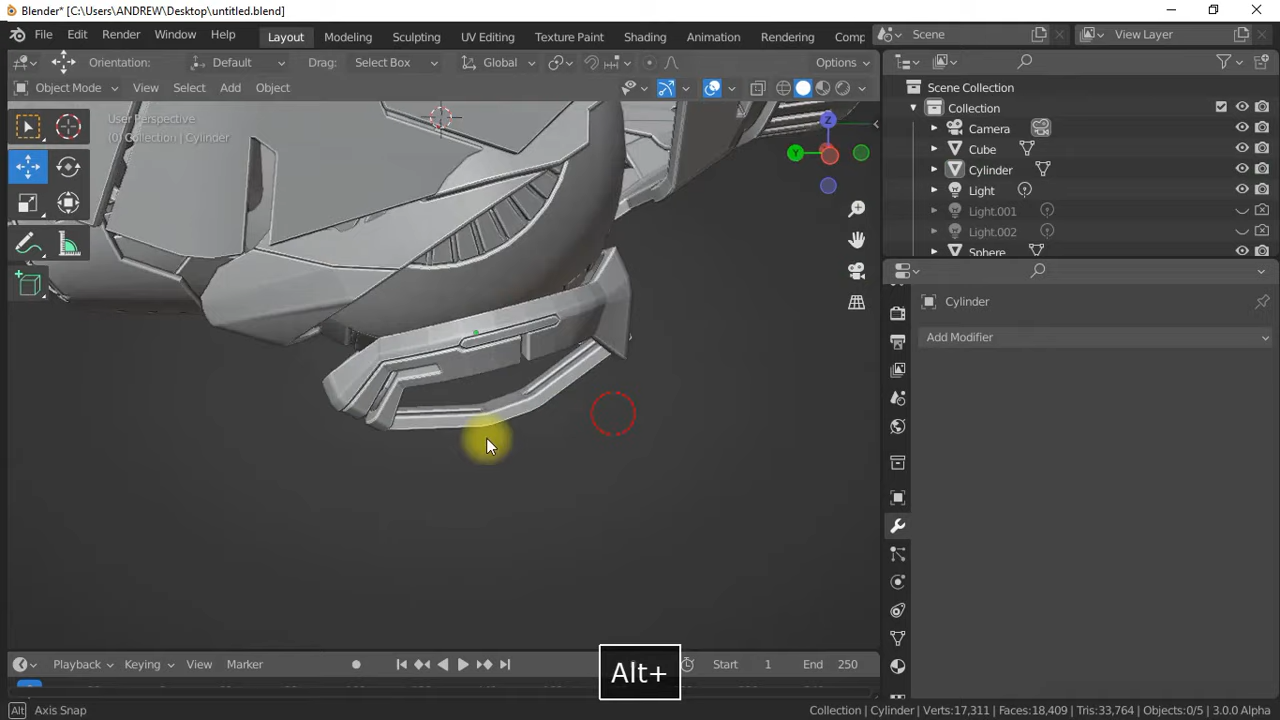 Blender* [C:\Users\ANDREW\Desktop\untitled.blend]
File Edit Render Window Help Layout Modeling Sculpting UV Editing Texture Paint Shading Animation Rendering Comp Scene View Layer
Orientation: Default Drag: Select Box Global Options
Object Mode View Select Add Object
User Perspective
(0) Collection | Cylinder
Z
Y
Scene Collection
Collection
Camera
Cube
Cylinder
Light
Light.001
Light.002
Sphere
Cylinder
Add Modifier
Playback Keying View Marker Start 1 End 250
Alt+
Alt Axis Snap Collection | Cylinder | Verts:17,311 | Faces:18,409 | Tris:33,764 | Objects:0/5 | 3.0.0 Alpha